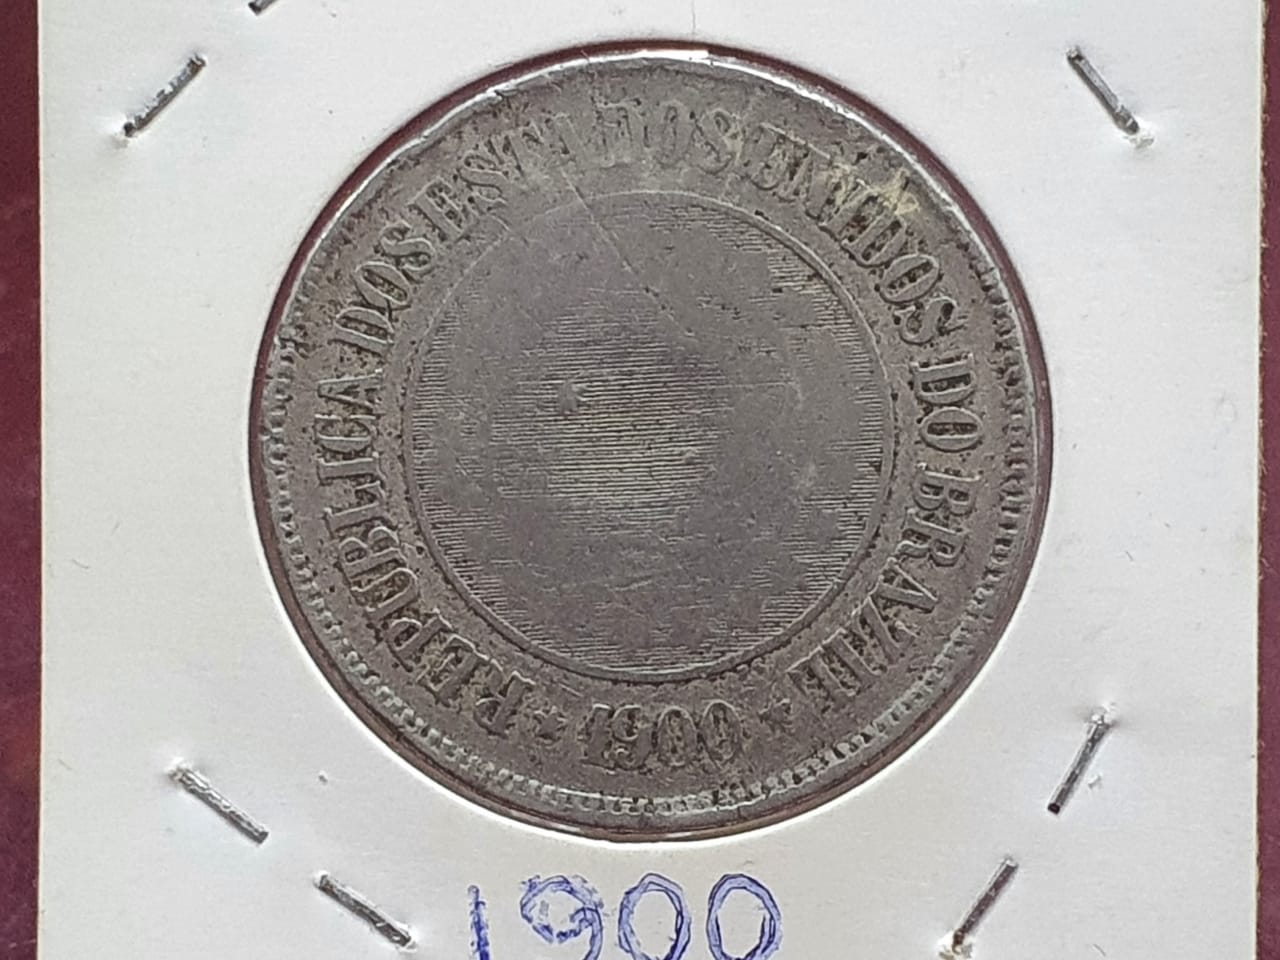 REPUBLICA DOS ESTADOS UNIDOS DO BRAZIL
★ 1900 ★
1900